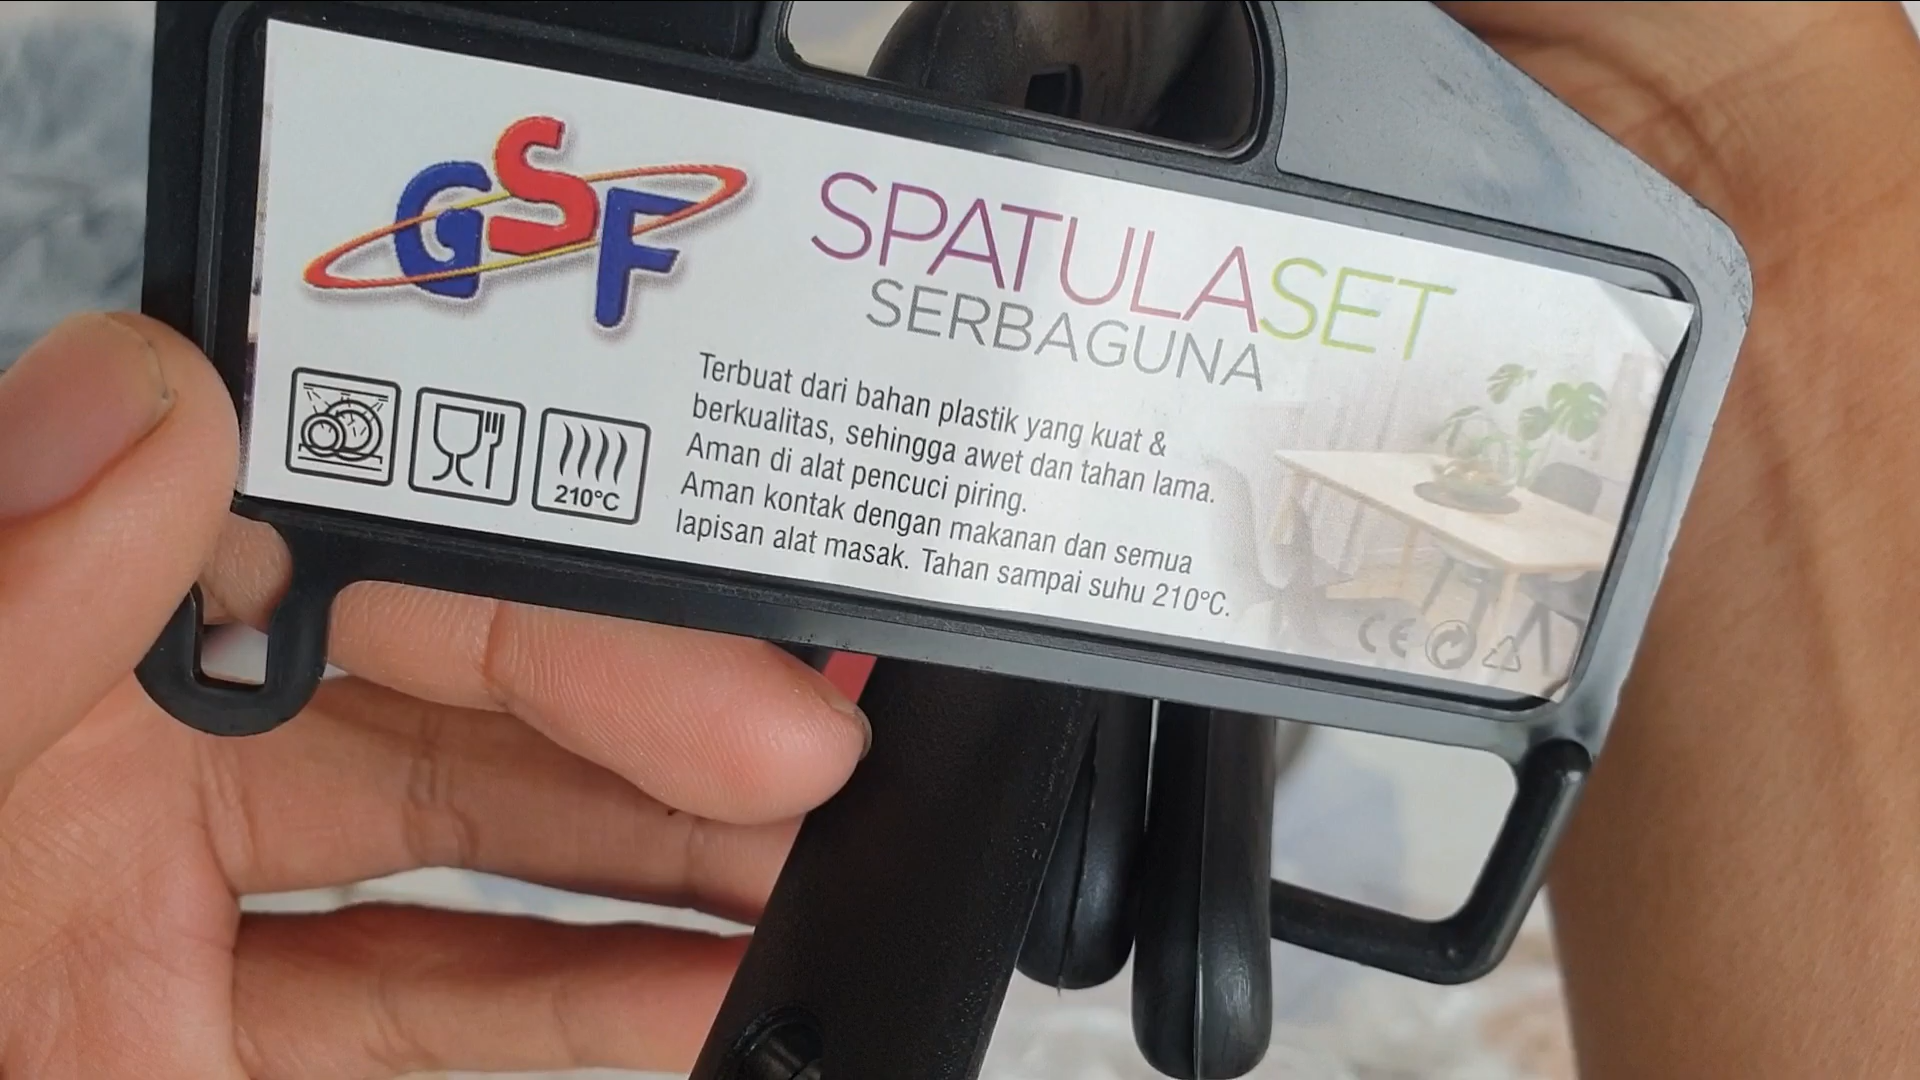 GSF
SPATULASET
SERBAGUNA
Terbuat dari bahan plastik yang kuat &
berkualitas, sehingga awet dan tahan lama.
Aman di alat pencuci piring.
Aman kontak dengan makanan dan semua
lapisan alat masak. Tahan sampai suhu 210°C.
210°C
CE